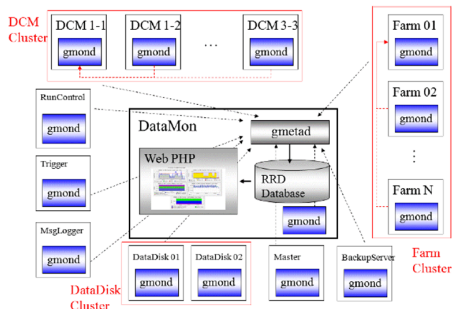 DCM
Cluster
DCM 1-1
gmond
DCM 1-2
gmond
...
DCM 3-3
gmond
Farm 01
gmond
Farm 02
gmond
Farm N
gmond
Farm
Cluster
RunControl
gmond
Trigger
gmond
MsgLogger
gmond
DataMon
gmetad
Web PHP
RRD
Database
gmond
DataDisk 01
gmond
DataDisk 02
gmond
DataDisk
Cluster
Master
gmond
BackupServer
gmond